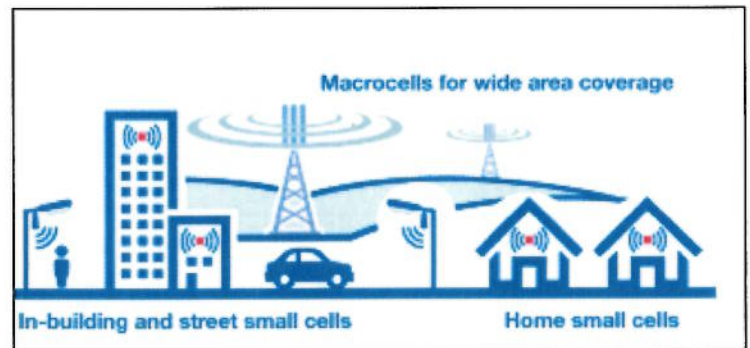 Macrocells for wide area coverage
In-building and street small cells
Home small cells